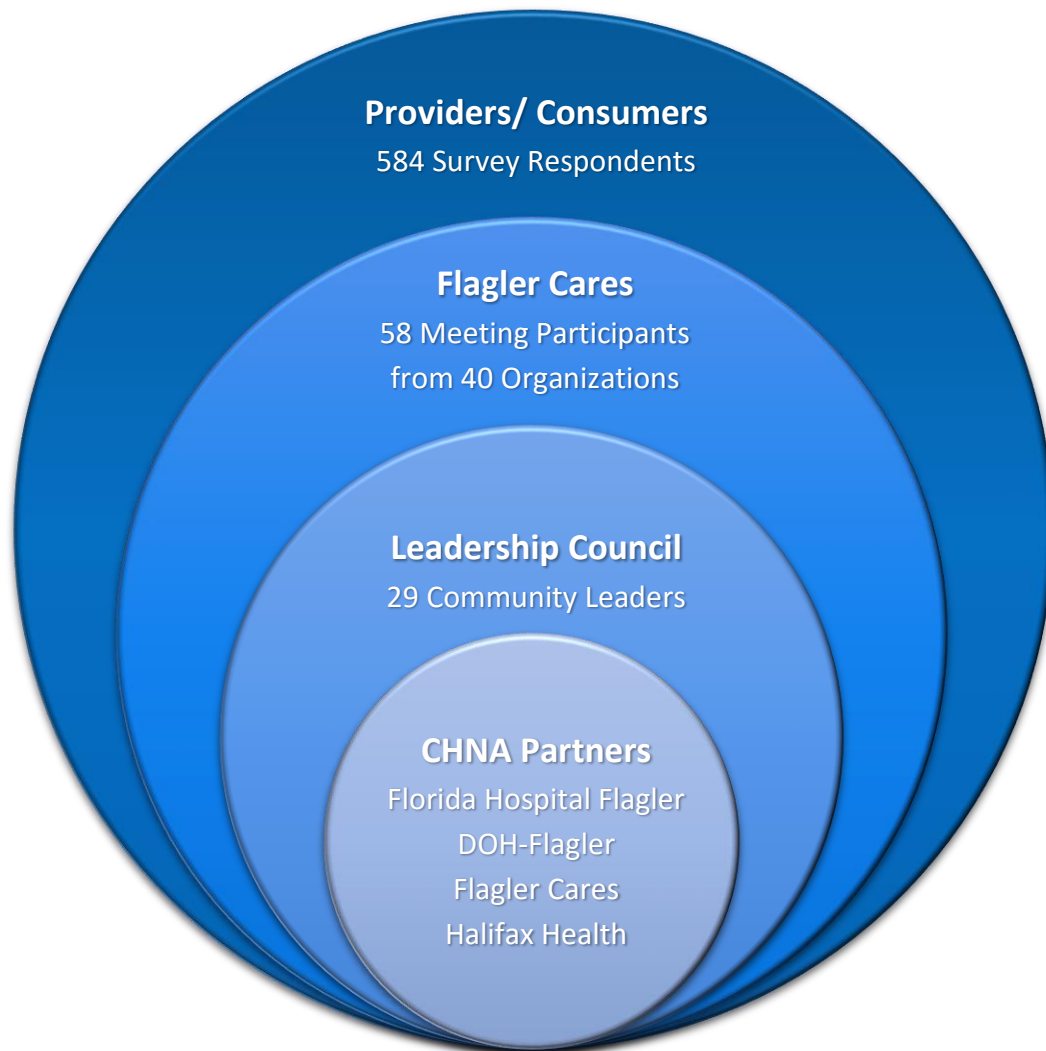 Providers/ Consumers
584 Survey Respondents
Flagler Cares
58 Meeting Participants
from 40 Organizations
Leadership Council
29 Community Leaders
CHNA Partners
Florida Hospital Flagler
DOH-Flagler
Flagler Cares
Halifax Health